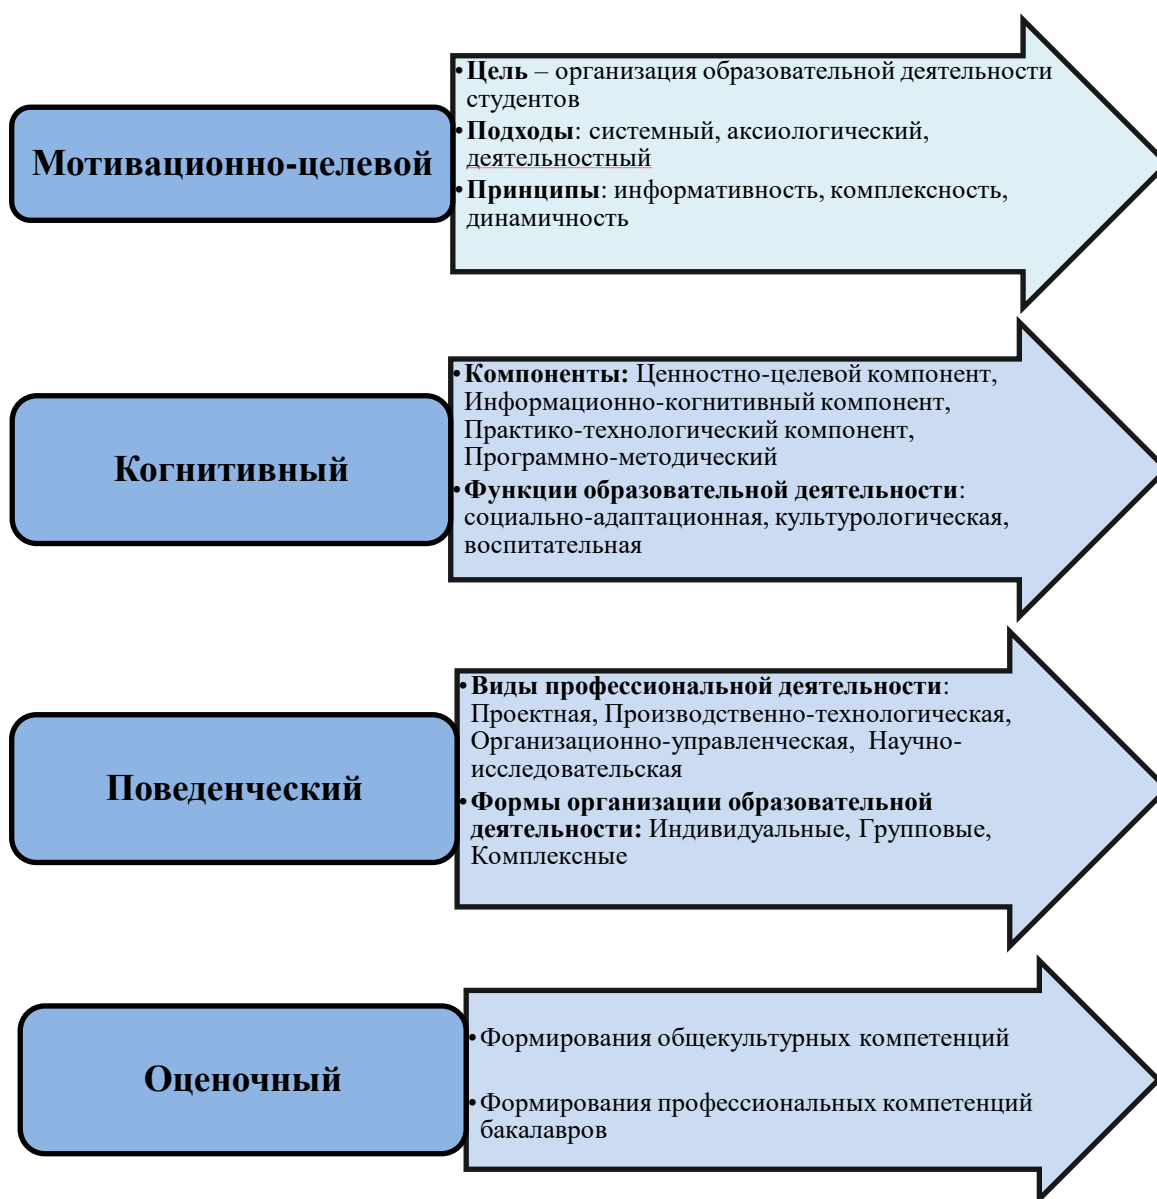 Мотивационно-целевой
•Цель – организация образовательной деятельности
студентов
•Подходы: системный, аксиологический,
деятельностный
•Принципы: информативность, комплексность,
динамичность
Когнитивный
•Компоненты: Ценностно-целевой компонент,
Информационно-когнитивный компонент,
Практико-технологический компонент,
Программно-методический
•Функции образовательной деятельности:
социально-адаптационная, культурологическая,
воспитательная
Поведенческий
•Виды профессиональной деятельности:
Проектная, Производственно-технологическая,
Организационно-управленческая, Научно-
исследовательская
•Формы организации образовательной
деятельности: Индивидуальные, Групповые,
Комплексные
Оценочный
•Формирования общекультурных компетенций
•Формирования профессиональных компетенций
бакалавров